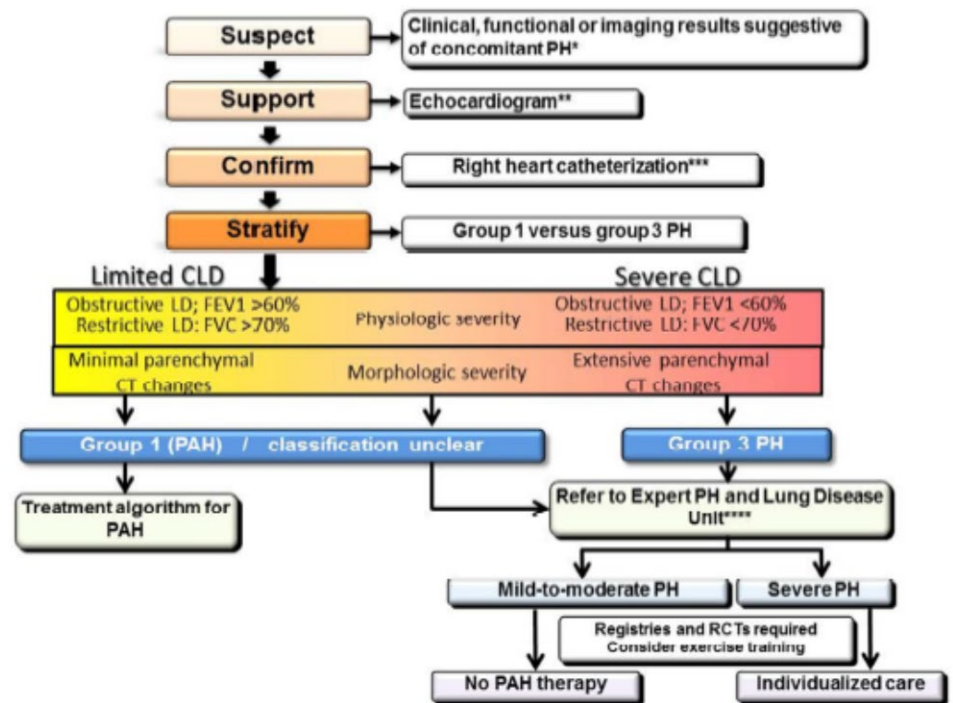 Suspect
Clinical, functional or imaging results suggestive
of concomitant PH*
Support
Echocardiogram**
Confirm
Right heart catheterization***
Stratify
Group 1 versus group 3 PH
Limited CLD
Severe CLD
Obstructive LD; FEV1 >60%
Restrictive LD: FVC >70%
Physiologic severity
Obstructive LD; FEV1 <60%
Restrictive LD: FVC <70%
Minimal parenchymal
CT changes
Morphologic severity
Extensive parenchymal
CT changes
Group 1 (PAH) / classification unclear
Group 3 PH
Treatment algorithm for
PAH
Refer to Expert PH and Lung Disease
Unit****
Mild-to-moderate PH
Severe PH
Registries and RCTs required
Consider exercise training
No PAH therapy
Individualized care